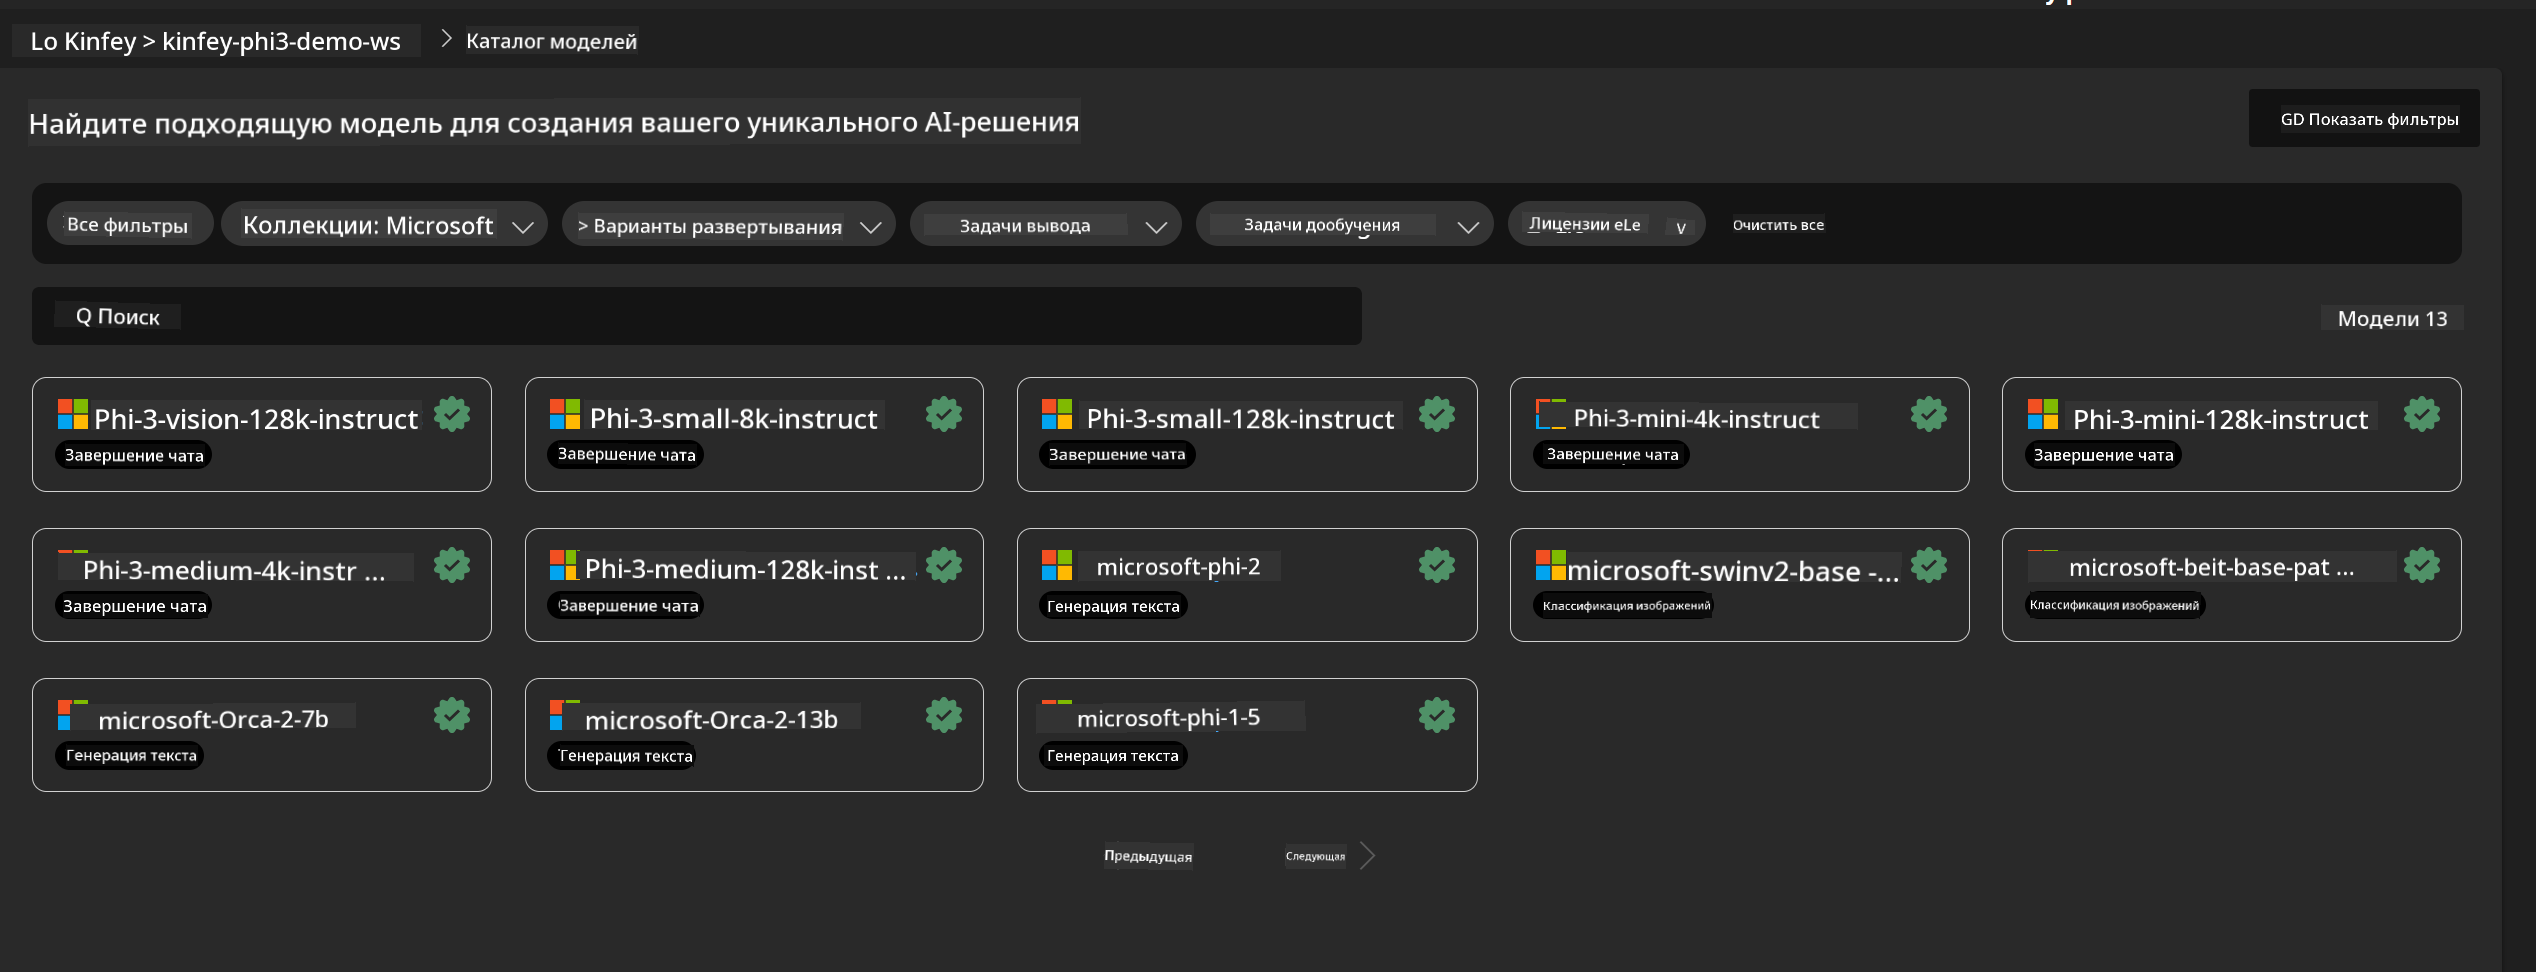 Lo Kinfey > kinfey-phi3-demo-ws > Каталог моделей
Найдите подходящую модель для создания вашего уникального AI-решения
GD Показать фильтры
Все фильтры
Коллекции: Microsoft
> Варианты развертывания
Задачи вывода
Задачи дообучения
Лицензии eLe v
Очистить все
Q Поиск
Модели 13
Phi-3-vision-128k-instruct
Завершение чата
Phi-3-small-8k-instruct
Завершение чата
Phi-3-small-128k-instruct
Завершение чата
Phi-3-mini-4k-instruct
Завершение чата
Phi-3-mini-128k-instruct
Завершение чата
Phi-3-medium-4k-instr ...
Завершение чата
Phi-3-medium-128k-inst ...
Завершение чата
microsoft-phi-2
Генерация текста
microsoft-swinv2-base -...
Классификация изображений
microsoft-beit-base-pat ...
Классификация изображений
microsoft-Orca-2-7b
Генерация текста
microsoft-Orca-2-13b
Генерация текста
microsoft-phi-1-5
Генерация текста
Предыдущая
Следующая